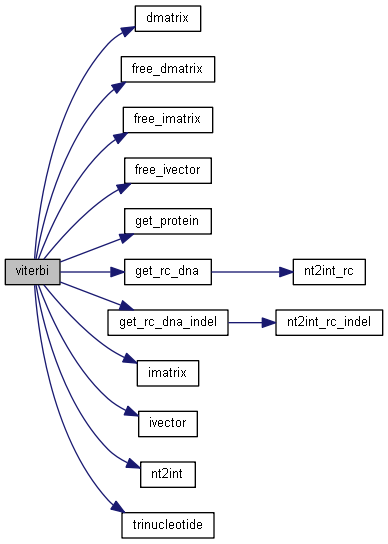 dmatrix
free_dmatrix
free_imatrix
free_ivector
get_protein
viterbi
get_rc_dna
nt2int_rc
get_rc_dna_indel
nt2int_rc_indel
imatrix
ivector
nt2int
trinucleotide